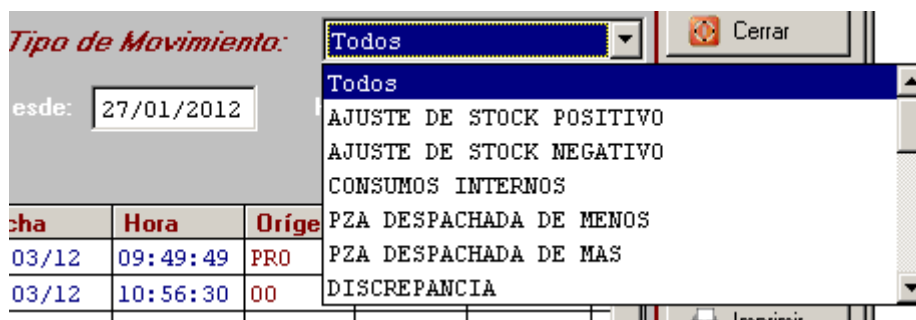 Tipo de Movimiento: Todos Cerrar
Todos
esde: 27/01/2012
AJUSTE DE STOCK POSITIVO
AJUSTE DE STOCK NEGATIVO
CONSUMOS INTERNOS
cha Hora Oríge PZA DESPACHADA DE MENOS
03/12 09:49:49 PRO PZA DESPACHADA DE MAS
03/12 10:56:30 00 DISCREPANCIA
Imprimir